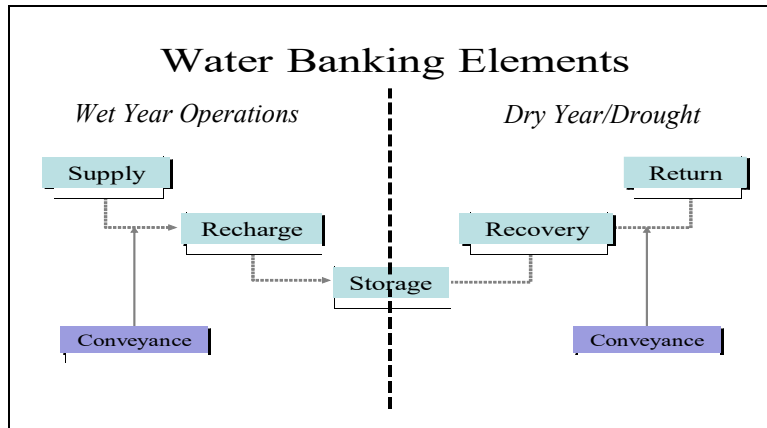 Water Banking Elements
Wet Year Operations
Dry Year/Drought
Supply
Return
Recharge
Recovery
Storage
Conveyance
Conveyance